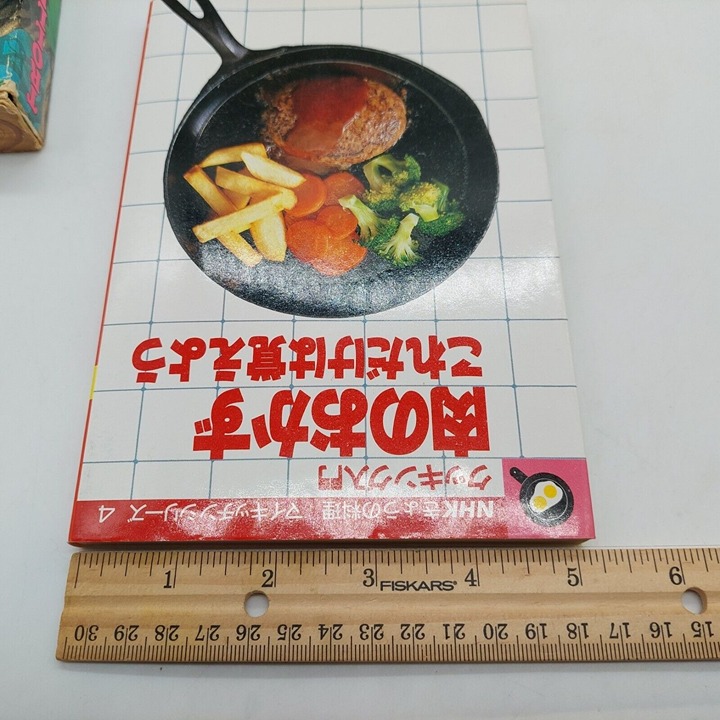 NHKきょうの料理 マイキッチンシリーズ 4
クッキング入門
肉のおかず
これだけは覚えよう
1 2 3 FISKARS® 4 5 6
30 29 28 27 26 25 24 23 22 21 20 19 18 17 16 15